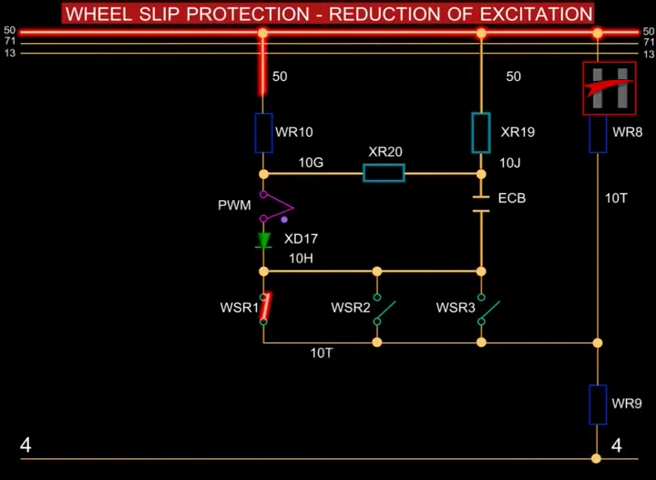 WHEEL SLIP PROTECTION - REDUCTION OF EXCITATION
50 50
71 71
13 13
50 50
WR10 XR19 WR8
XR20
10G 10J
PWM ECB 10T
XD17
10H
WSR1 WSR2 WSR3
10T
WR9
4 4